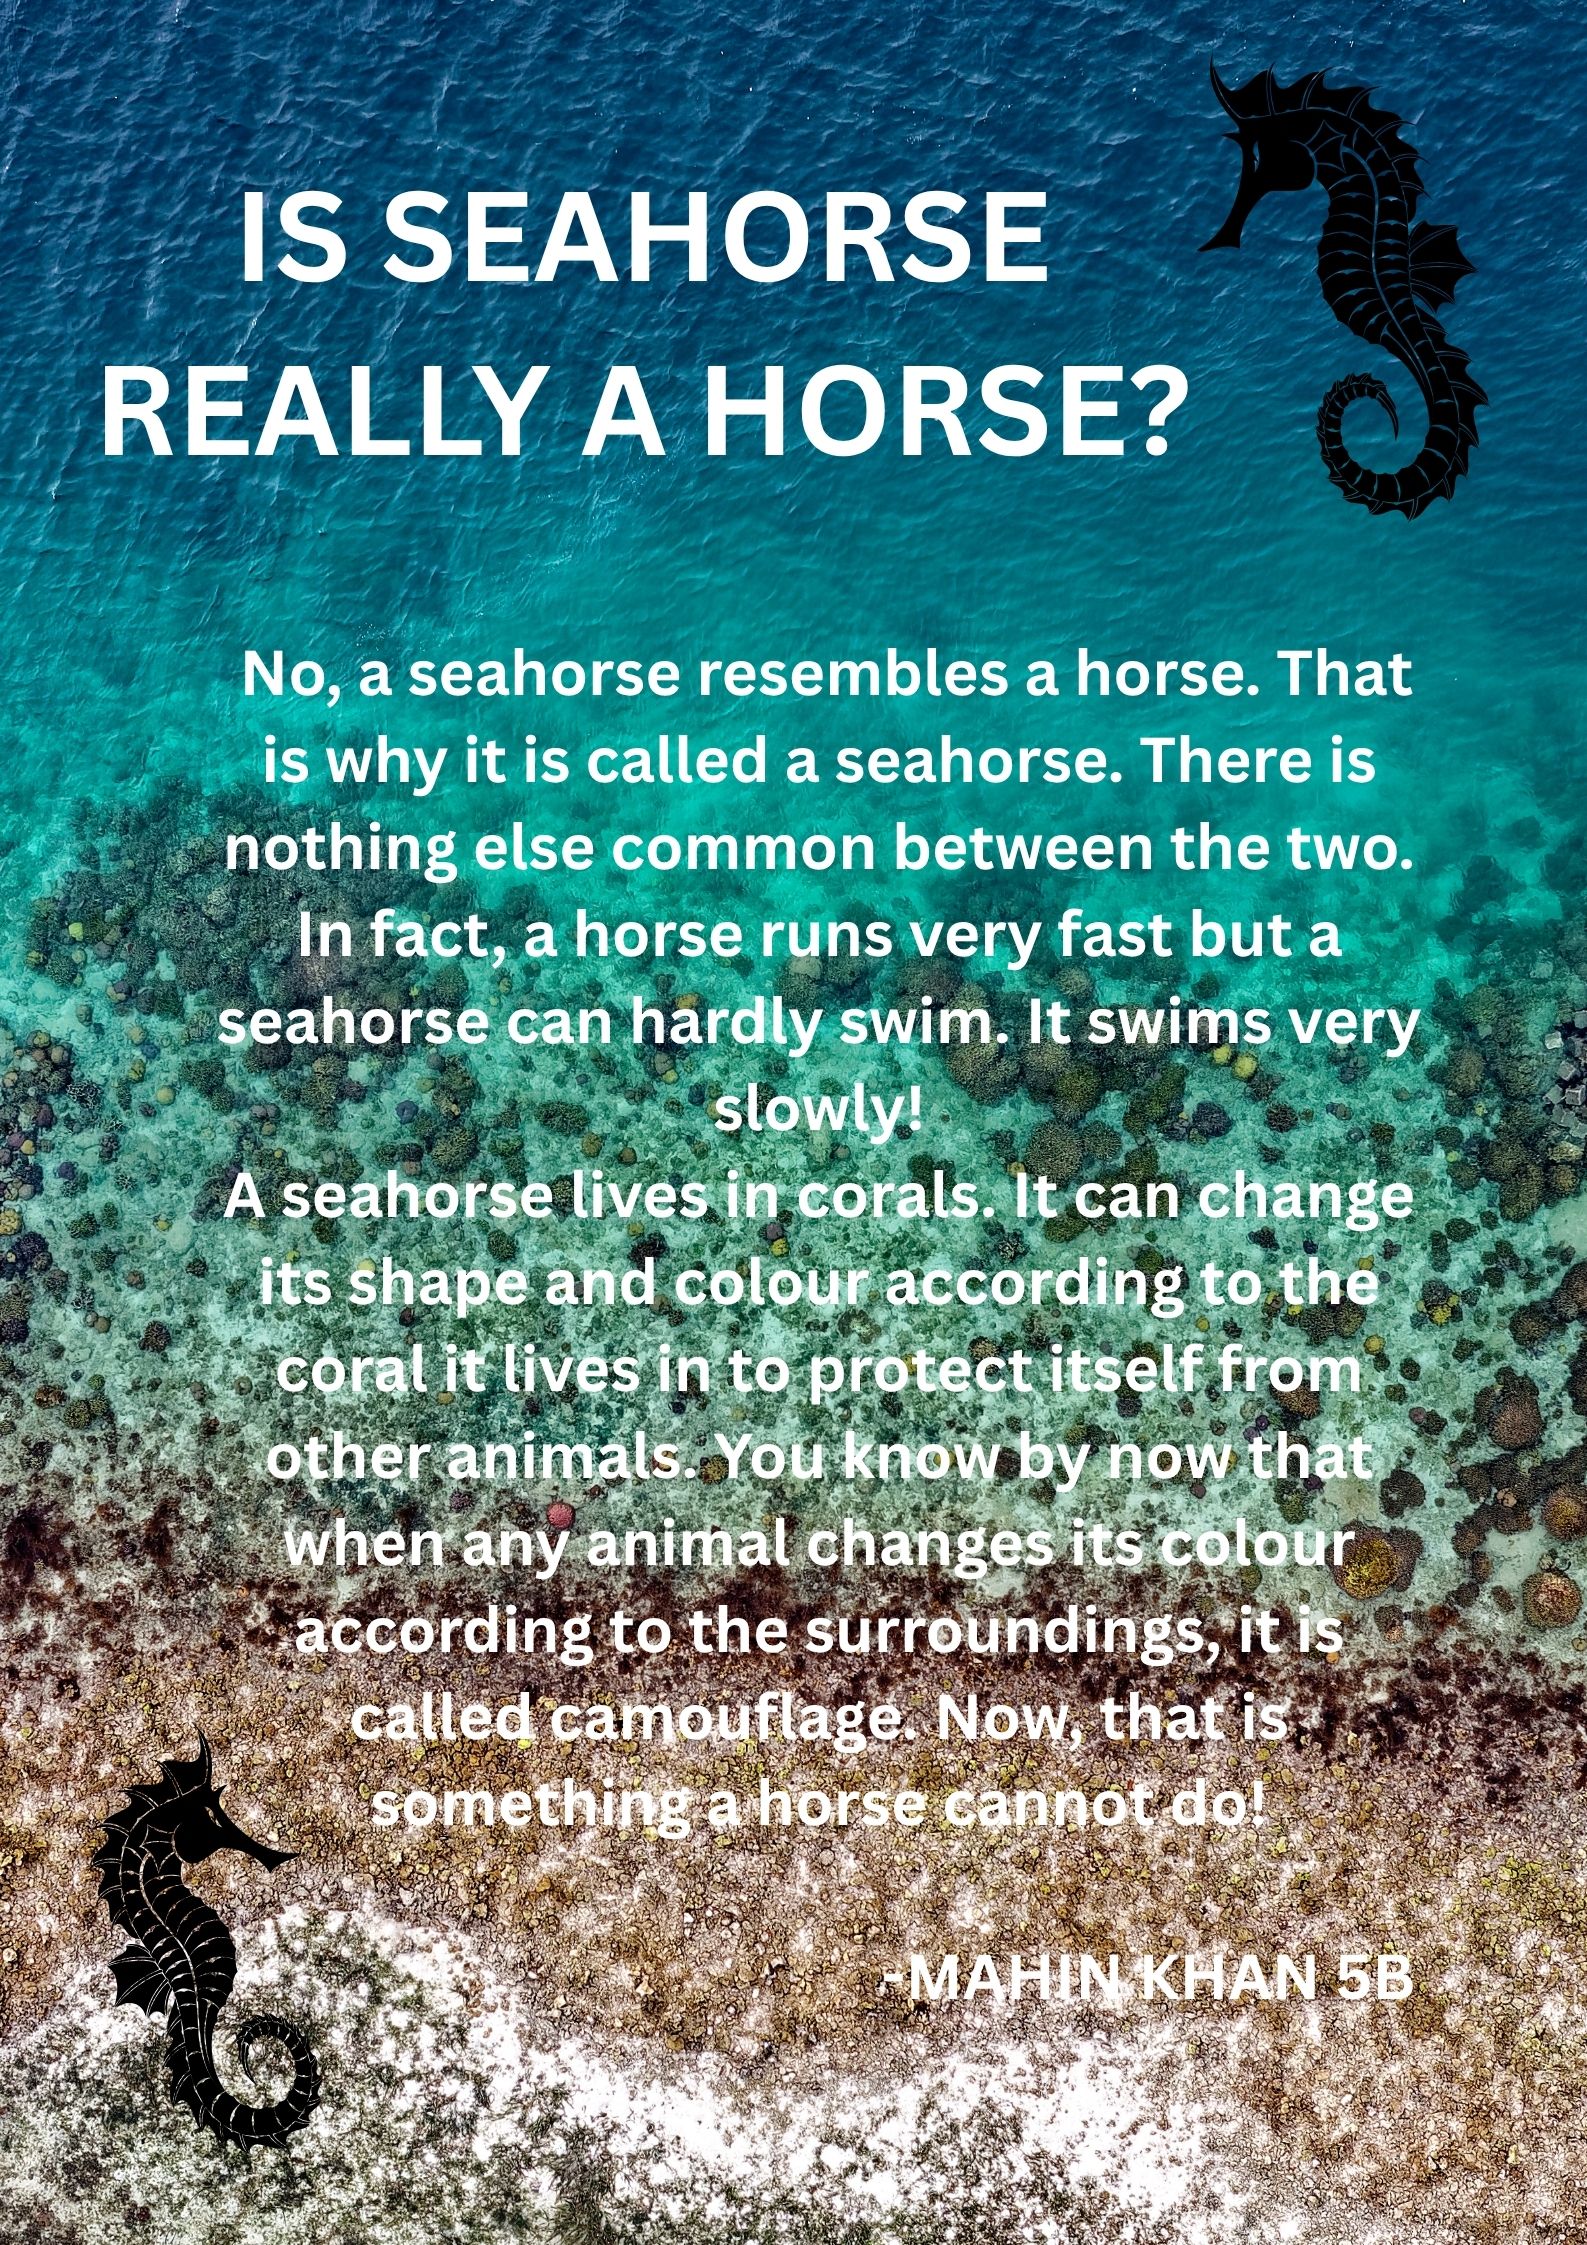 IS SEAHORSE
REALLY A HORSE?
No, a seahorse resembles a horse. That
is why it is called a seahorse. There is
nothing else common between the two.
In fact, a horse runs very fast but a
seahorse can hardly swim. It swims very
slowly!
A seahorse lives in corals. It can change
its shape and colour according to the
coral it lives in to protect itself from
other animals. You know by now that
when any animal changes its colour
according to the surroundings, it is
called camouflage. Now, that is
something a horse cannot do!
-MAHIN KHAN 5B